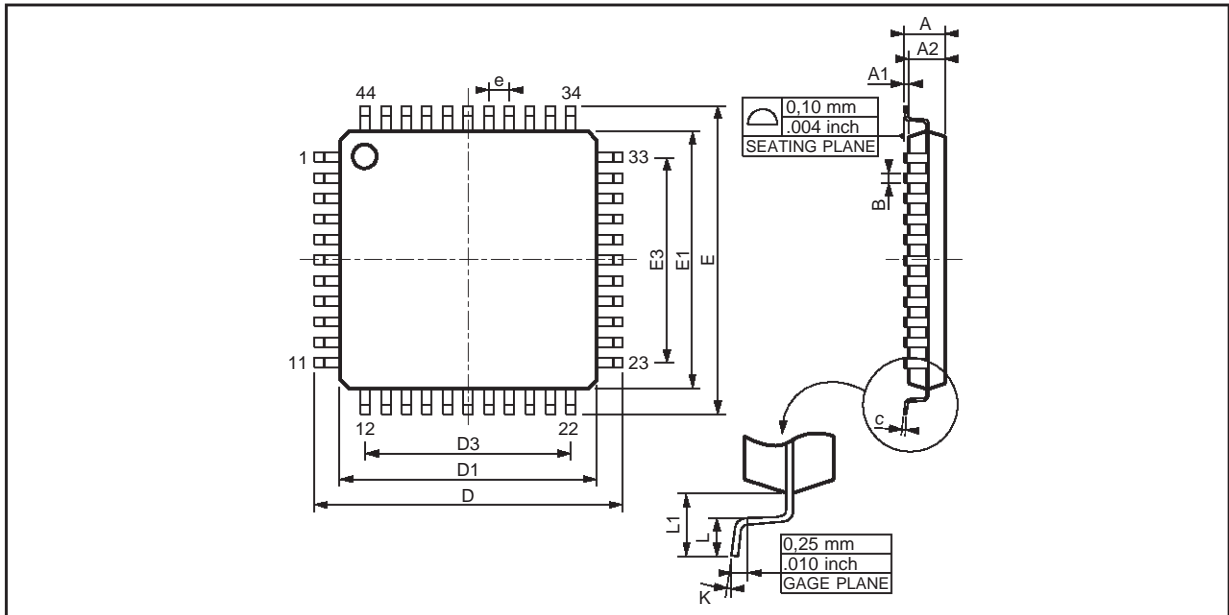 A
A2
A1
e
44
34
0,10 mm
.004 inch
SEATING PLANE
1
33
B
E3
E1
E
11
23
c
12
22
D3
D1
D
L1
L
0,25 mm
.010 inch
GAGE PLANE
K